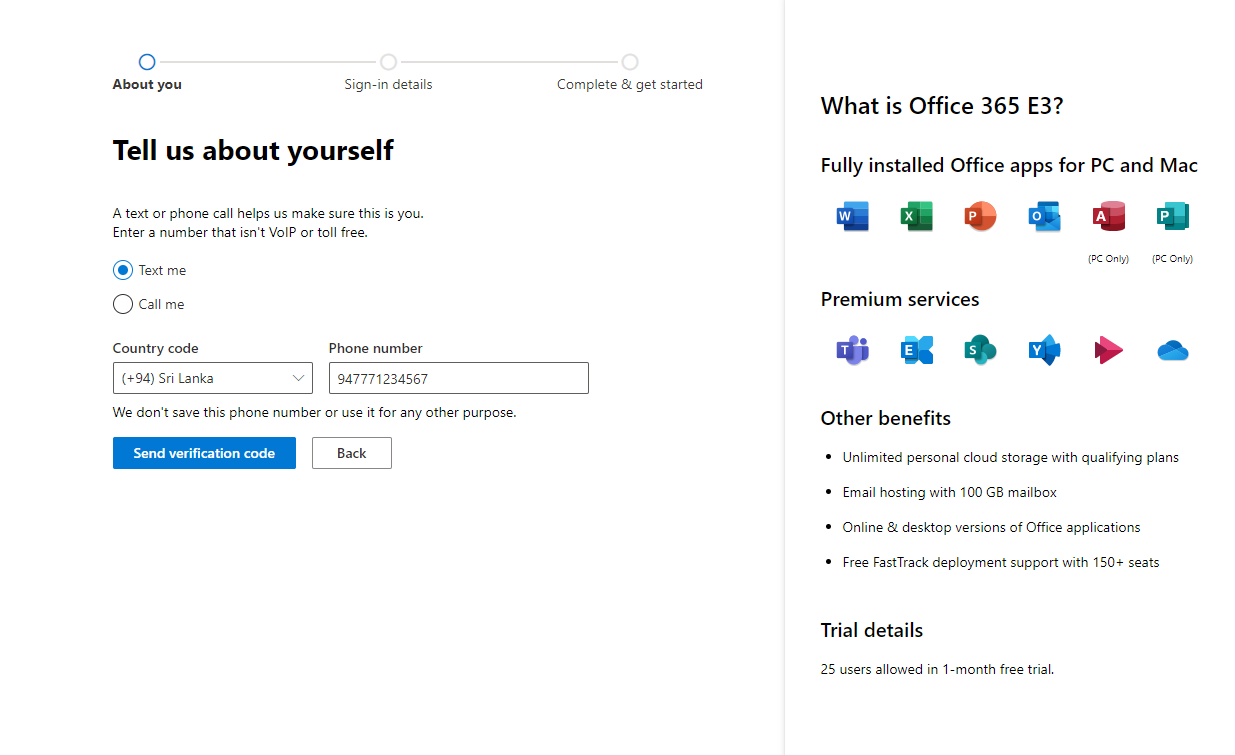 About you
Sign-in details
Complete & get started
Tell us about yourself
A text or phone call helps us make sure this is you.
Enter a number that isn't VoIP or toll free.
Text me
Call me
Country code
Phone number
(+94) Sri Lanka
947771234567
We don't save this phone number or use it for any other purpose.
Send verification code
Back
What is Office 365 E3?
Fully installed Office apps for PC and Mac
W
X
P
O
A
P
(PC Only)
(PC Only)
Premium services
T
E
S
Y
Other benefits
Unlimited personal cloud storage with qualifying plans
Email hosting with 100 GB mailbox
Online & desktop versions of Office applications
Free FastTrack deployment support with 150+ seats
Trial details
25 users allowed in 1-month free trial.